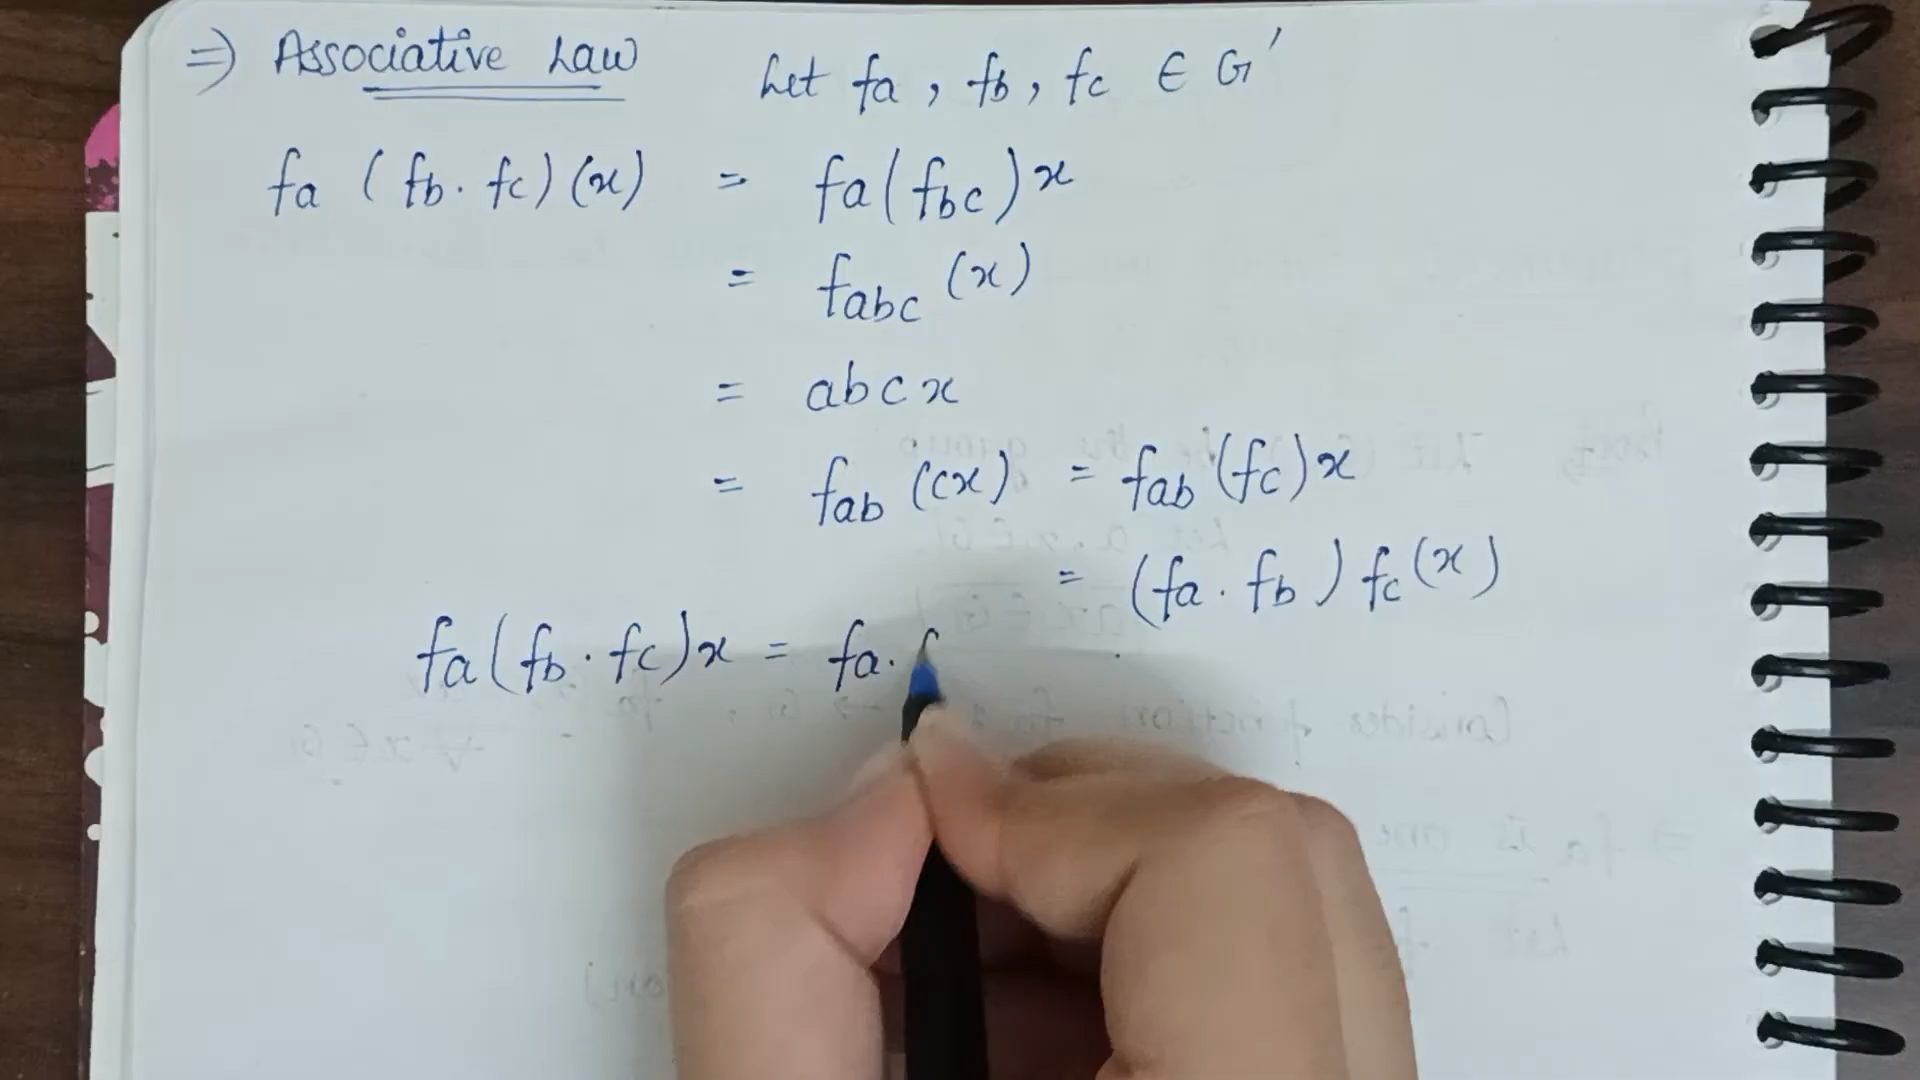 ⇒ Associative Law Let fa, fb, fc ∈ G'
fa (fb . fc)(x) = fa(fbc)x
= fabc (x)
= abcx
= fab (cx) = fab(fc)x
= (fa . fb) fc(x)
fa(fb . fc)x = fa. f